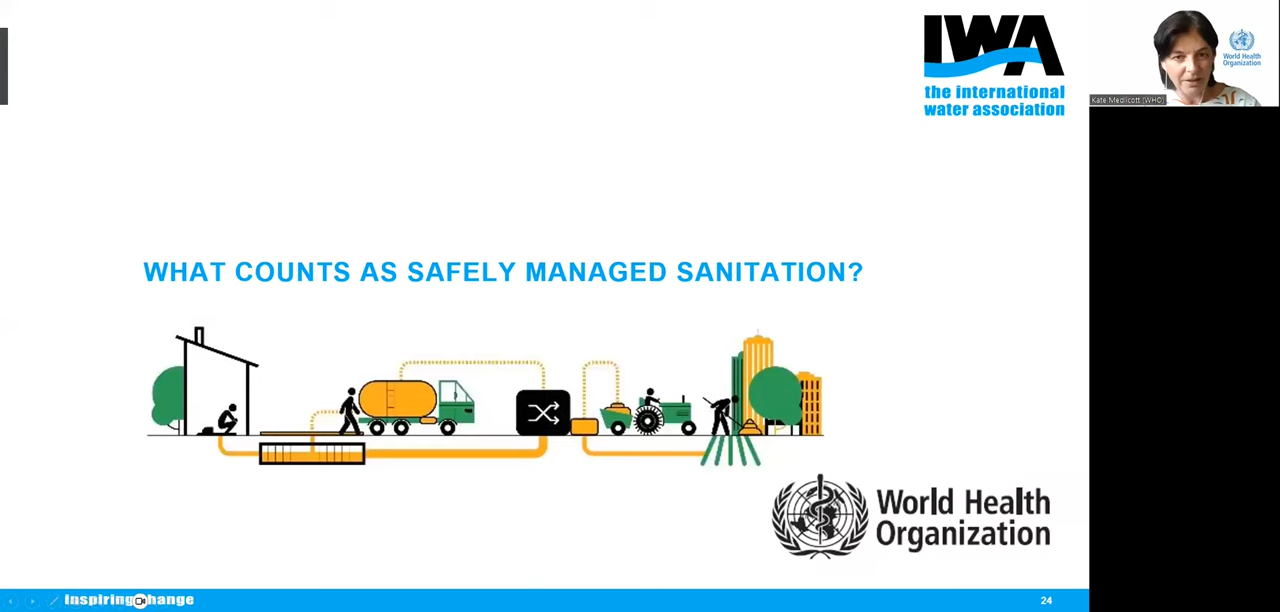 IWA
the international
water association
World Health
Organization
Kate Medlicott (WHO)
WHAT COUNTS AS SAFELY MANAGED SANITATION?
World Health
Organization
inspiring change
24